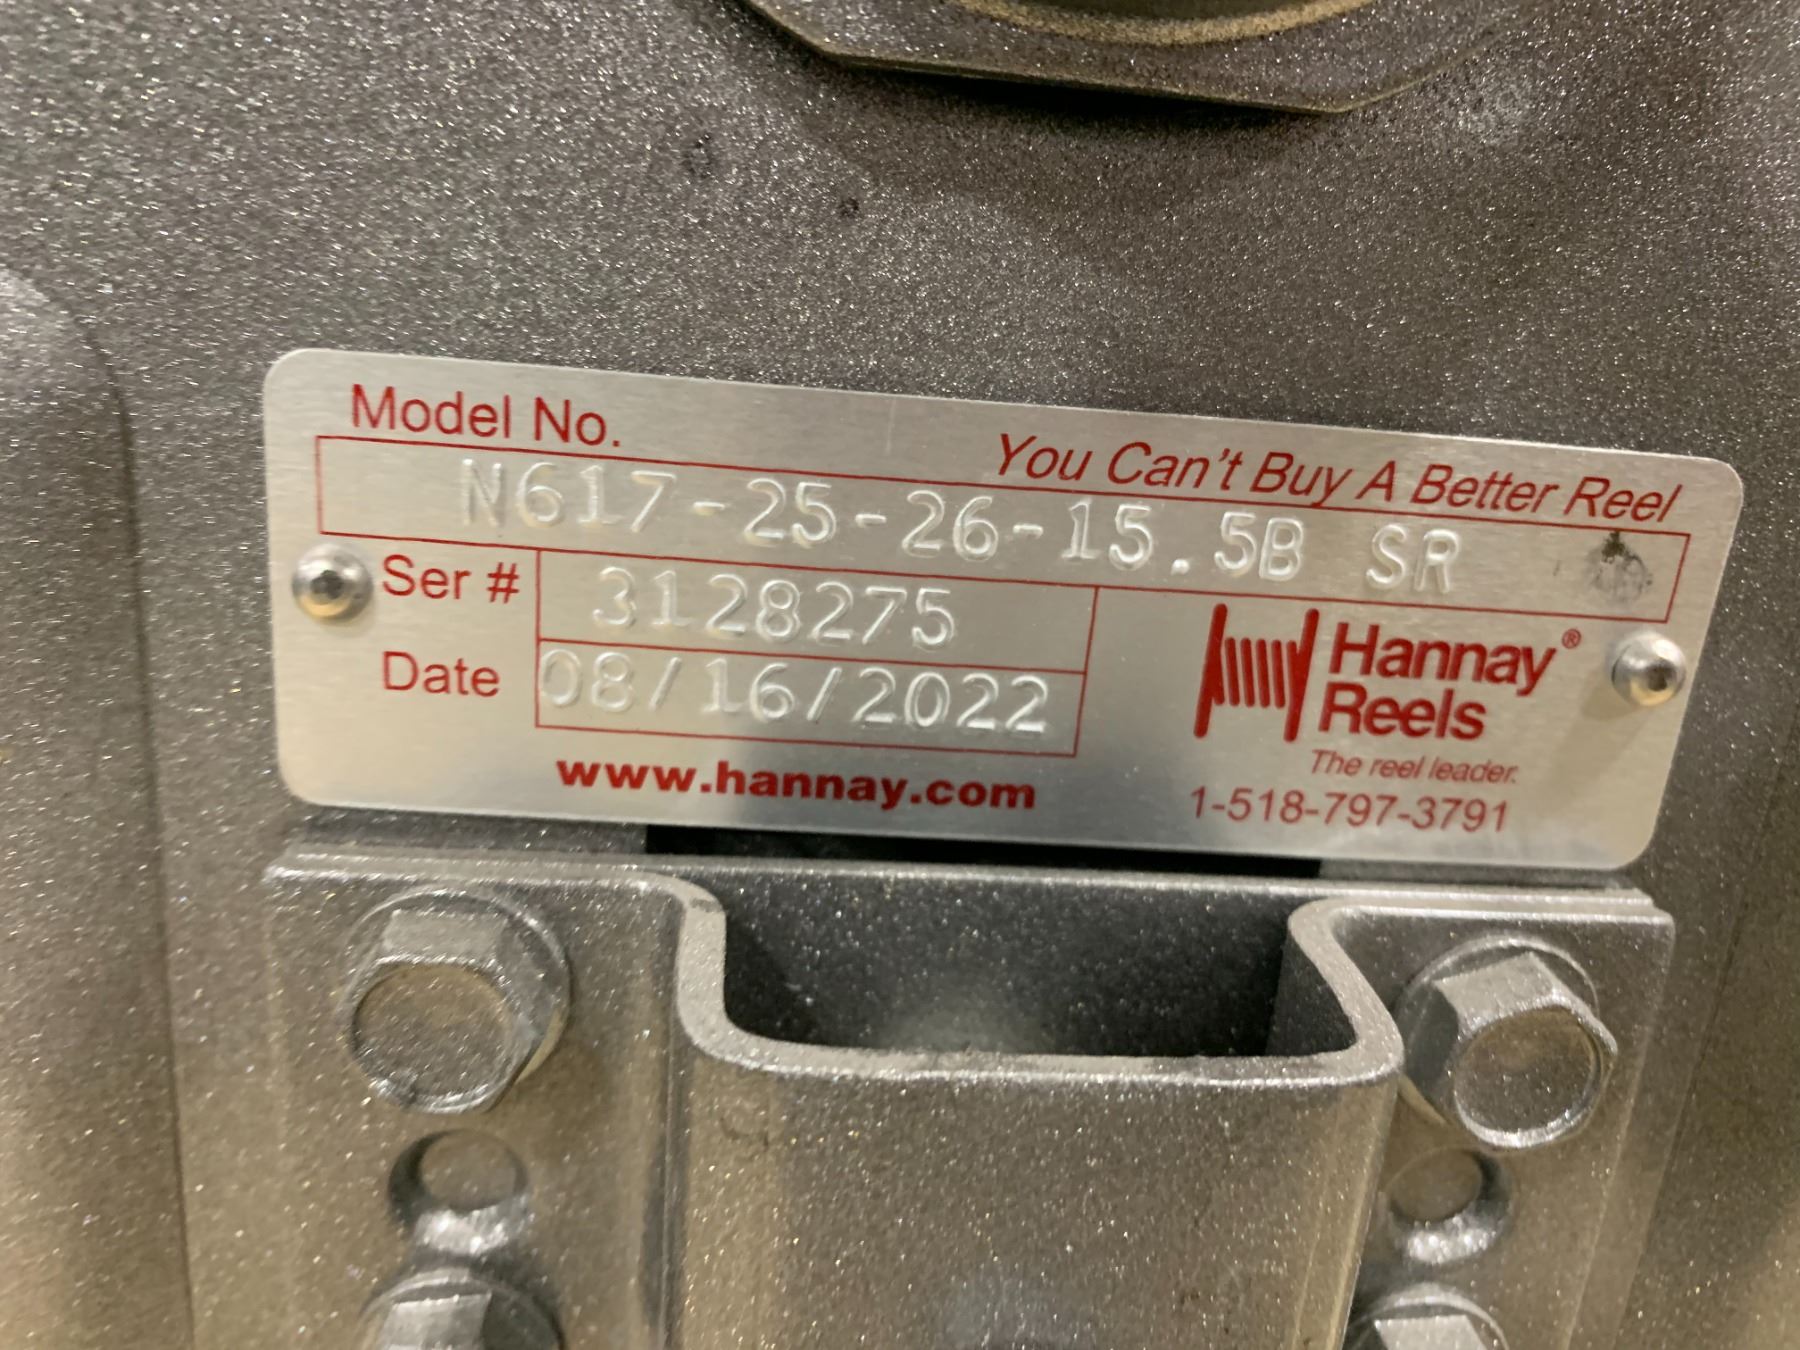 Model No.
You Can't Buy A Better Reel
N617-25-26-15.5B SR
Ser # 3128275
Date 08/16/2022
Hannay®
Reels
The reel leader.
www.hannay.com
1-518-797-3791